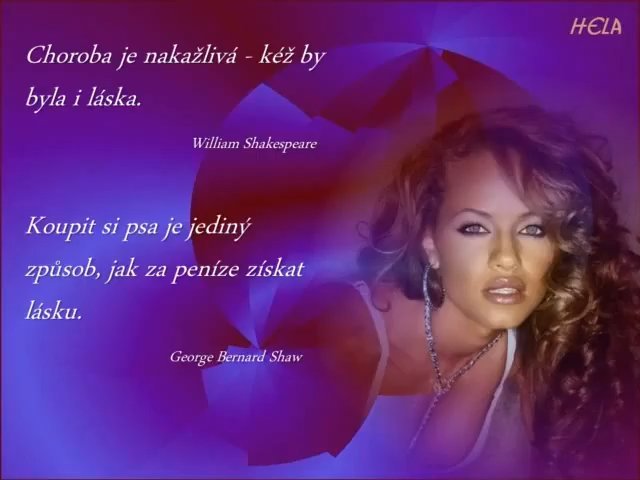 HELA
Choroba je nakažlivá - kéž by
byla i láska.
William Shakespeare
Koupit si psa je jediný
způsob, jak za peníze získat
lásku.
George Bernard Shaw